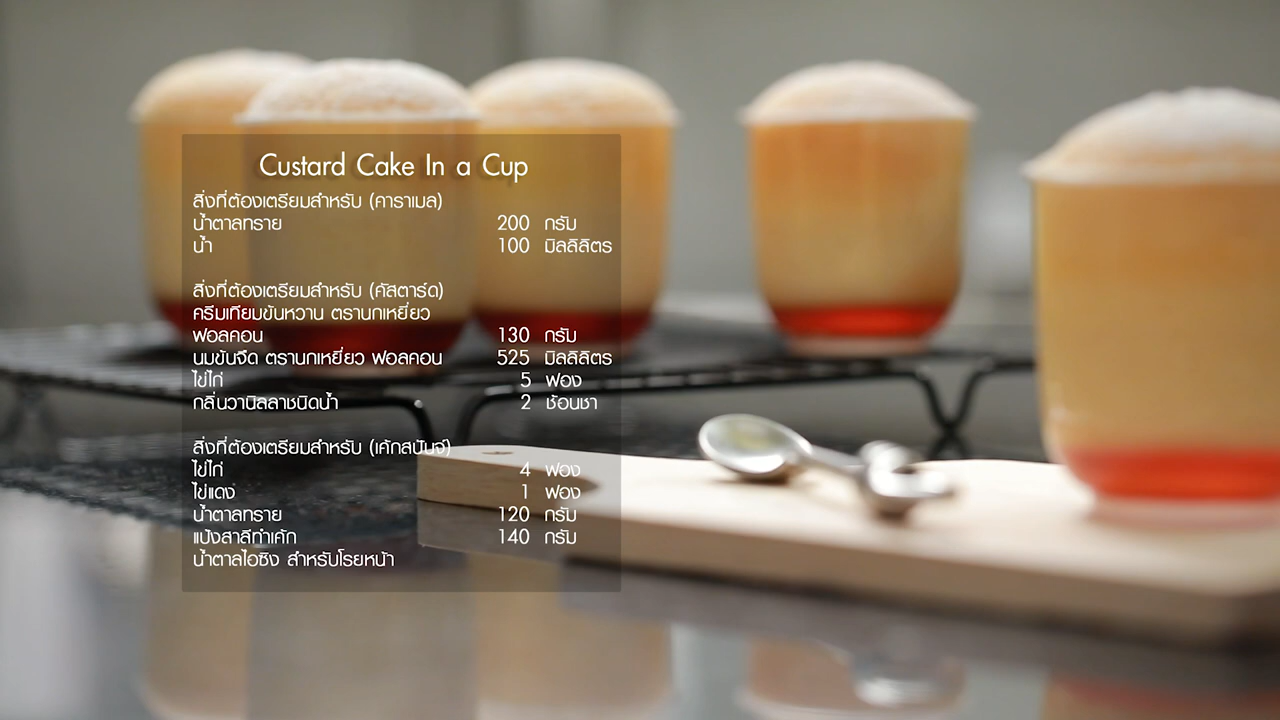 Custard Cake In a Cup
สิ่งที่ต้องเตรียมสำหรับ (คาราเมล)
น้ำตาลทราย 200 กรัม
น้ำ 100 มิลลิลิตร
สิ่งที่ต้องเตรียมสำหรับ (คัสตาร์ด)
ครีมเทียมข้นหวาน ตรานกเหยี่ยว
ฟอลคอน 130 กรัม
นมข้นจืด ตรานกเหยี่ยว ฟอลคอน 525 มิลลิลิตร
ไข่ไก่ 5 ฟอง
กลิ่นวานิลลาชนิดน้ำ 2 ช้อนชา
สิ่งที่ต้องเตรียมสำหรับ (เค้กสปันจ์)
ไข่ไก่ 4 ฟอง
ไข่แดง 1 ฟอง
น้ำตาลทราย 120 กรัม
แป้งสาลีทำเค้ก 140 กรัม
น้ำตาลไอซิง สำหรับโรยหน้า